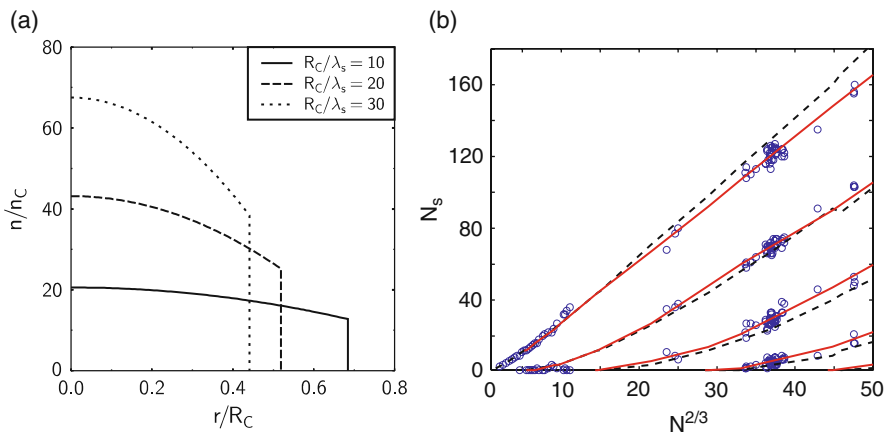 (a)
80
60
40
20
0
n/n_C
0.0
0.2
0.4
0.6
0.8
r/R_C
R_C/λ_s = 10
R_C/λ_s = 20
R_C/λ_s = 30
(b)
160
120
80
40
0
N_s
0
10
20
30
40
50
N^{2/3}